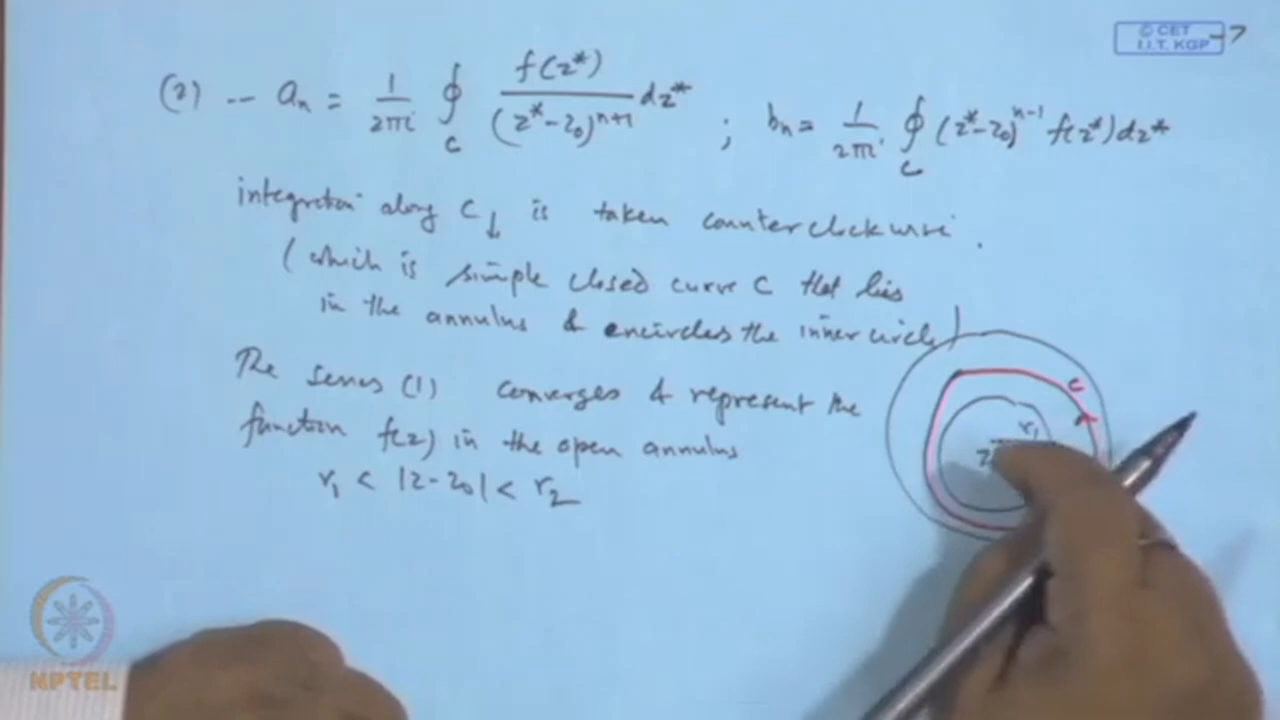 © CET
I.I.T. KGP
-7
(2) -- aₙ = 1/2πi ∮_C f(z*)/(z*-z₀)ⁿ⁺¹ dz* ; bₙ = 1/2πi ∮_C (z*-z₀)ⁿ⁻¹ f(z*) dz*
integration along C ↓ is taken counterclockwise.
(which is simple closed curve C that lies
in the annulus & encircles the inner circle)
The series (1) converges & represent the
function f(z) in the open annulus
r₁ < |z-z₀| < r₂
C
r₁
z
NPTEL